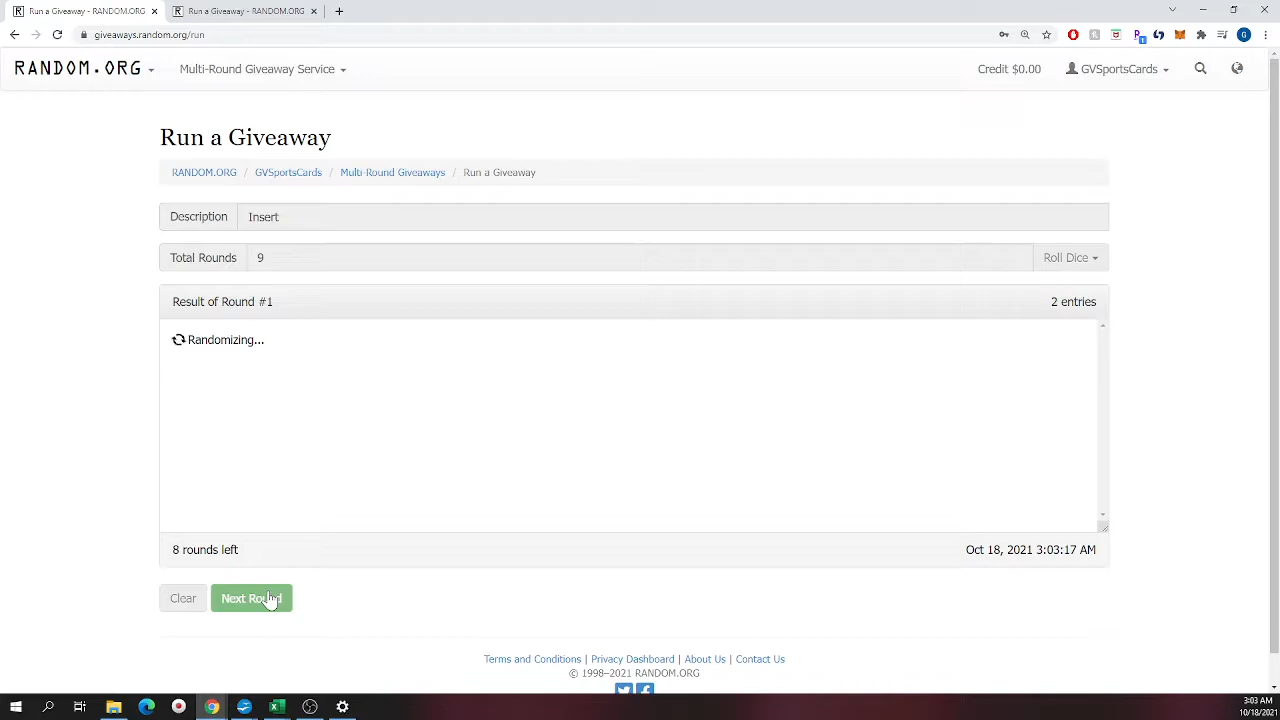 Run a Giveaway - RANDOM.ORG
Run a Giveaway - RANDOM.ORG
giveaways.random.org/run
RANDOM.ORG
Multi-Round Giveaway Service
Credit $0.00
GVSportsCards
Run a Giveaway
RANDOM.ORG / GVSportsCards / Multi-Round Giveaways / Run a Giveaway
Description Insert
Total Rounds 9 Roll Dice
Result of Round #1 2 entries
Randomizing...
8 rounds left Oct 18, 2021 3:03:17 AM
Clear Next Round
Terms and Conditions | Privacy Dashboard | About Us | Contact Us
© 1998–2021 RANDOM.ORG
3:03 AM
10/18/2021